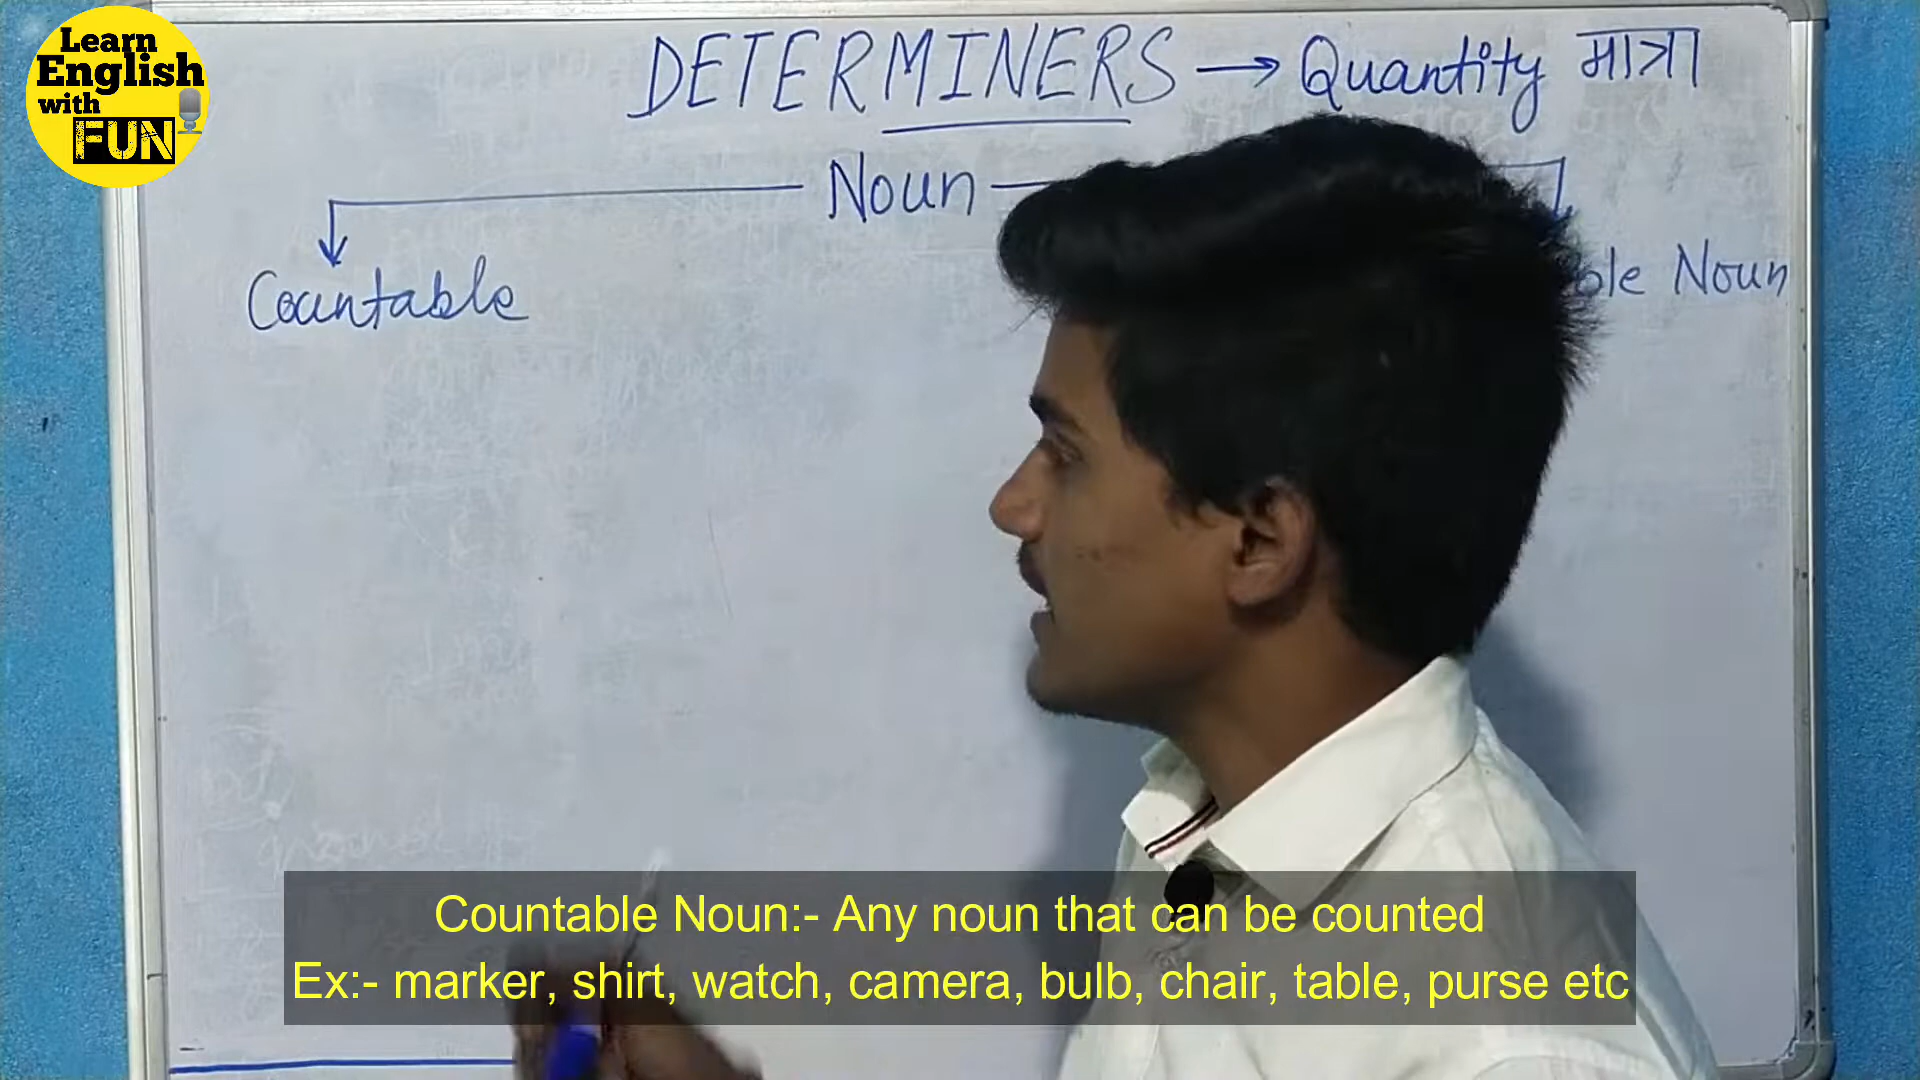 Learn
English
with
FUN
DETERMINERS → Quantity मात्रा
Noun
Countable
ble Noun
Countable Noun:- Any noun that can be counted
Ex:- marker, shirt, watch, camera, bulb, chair, table, purse etc